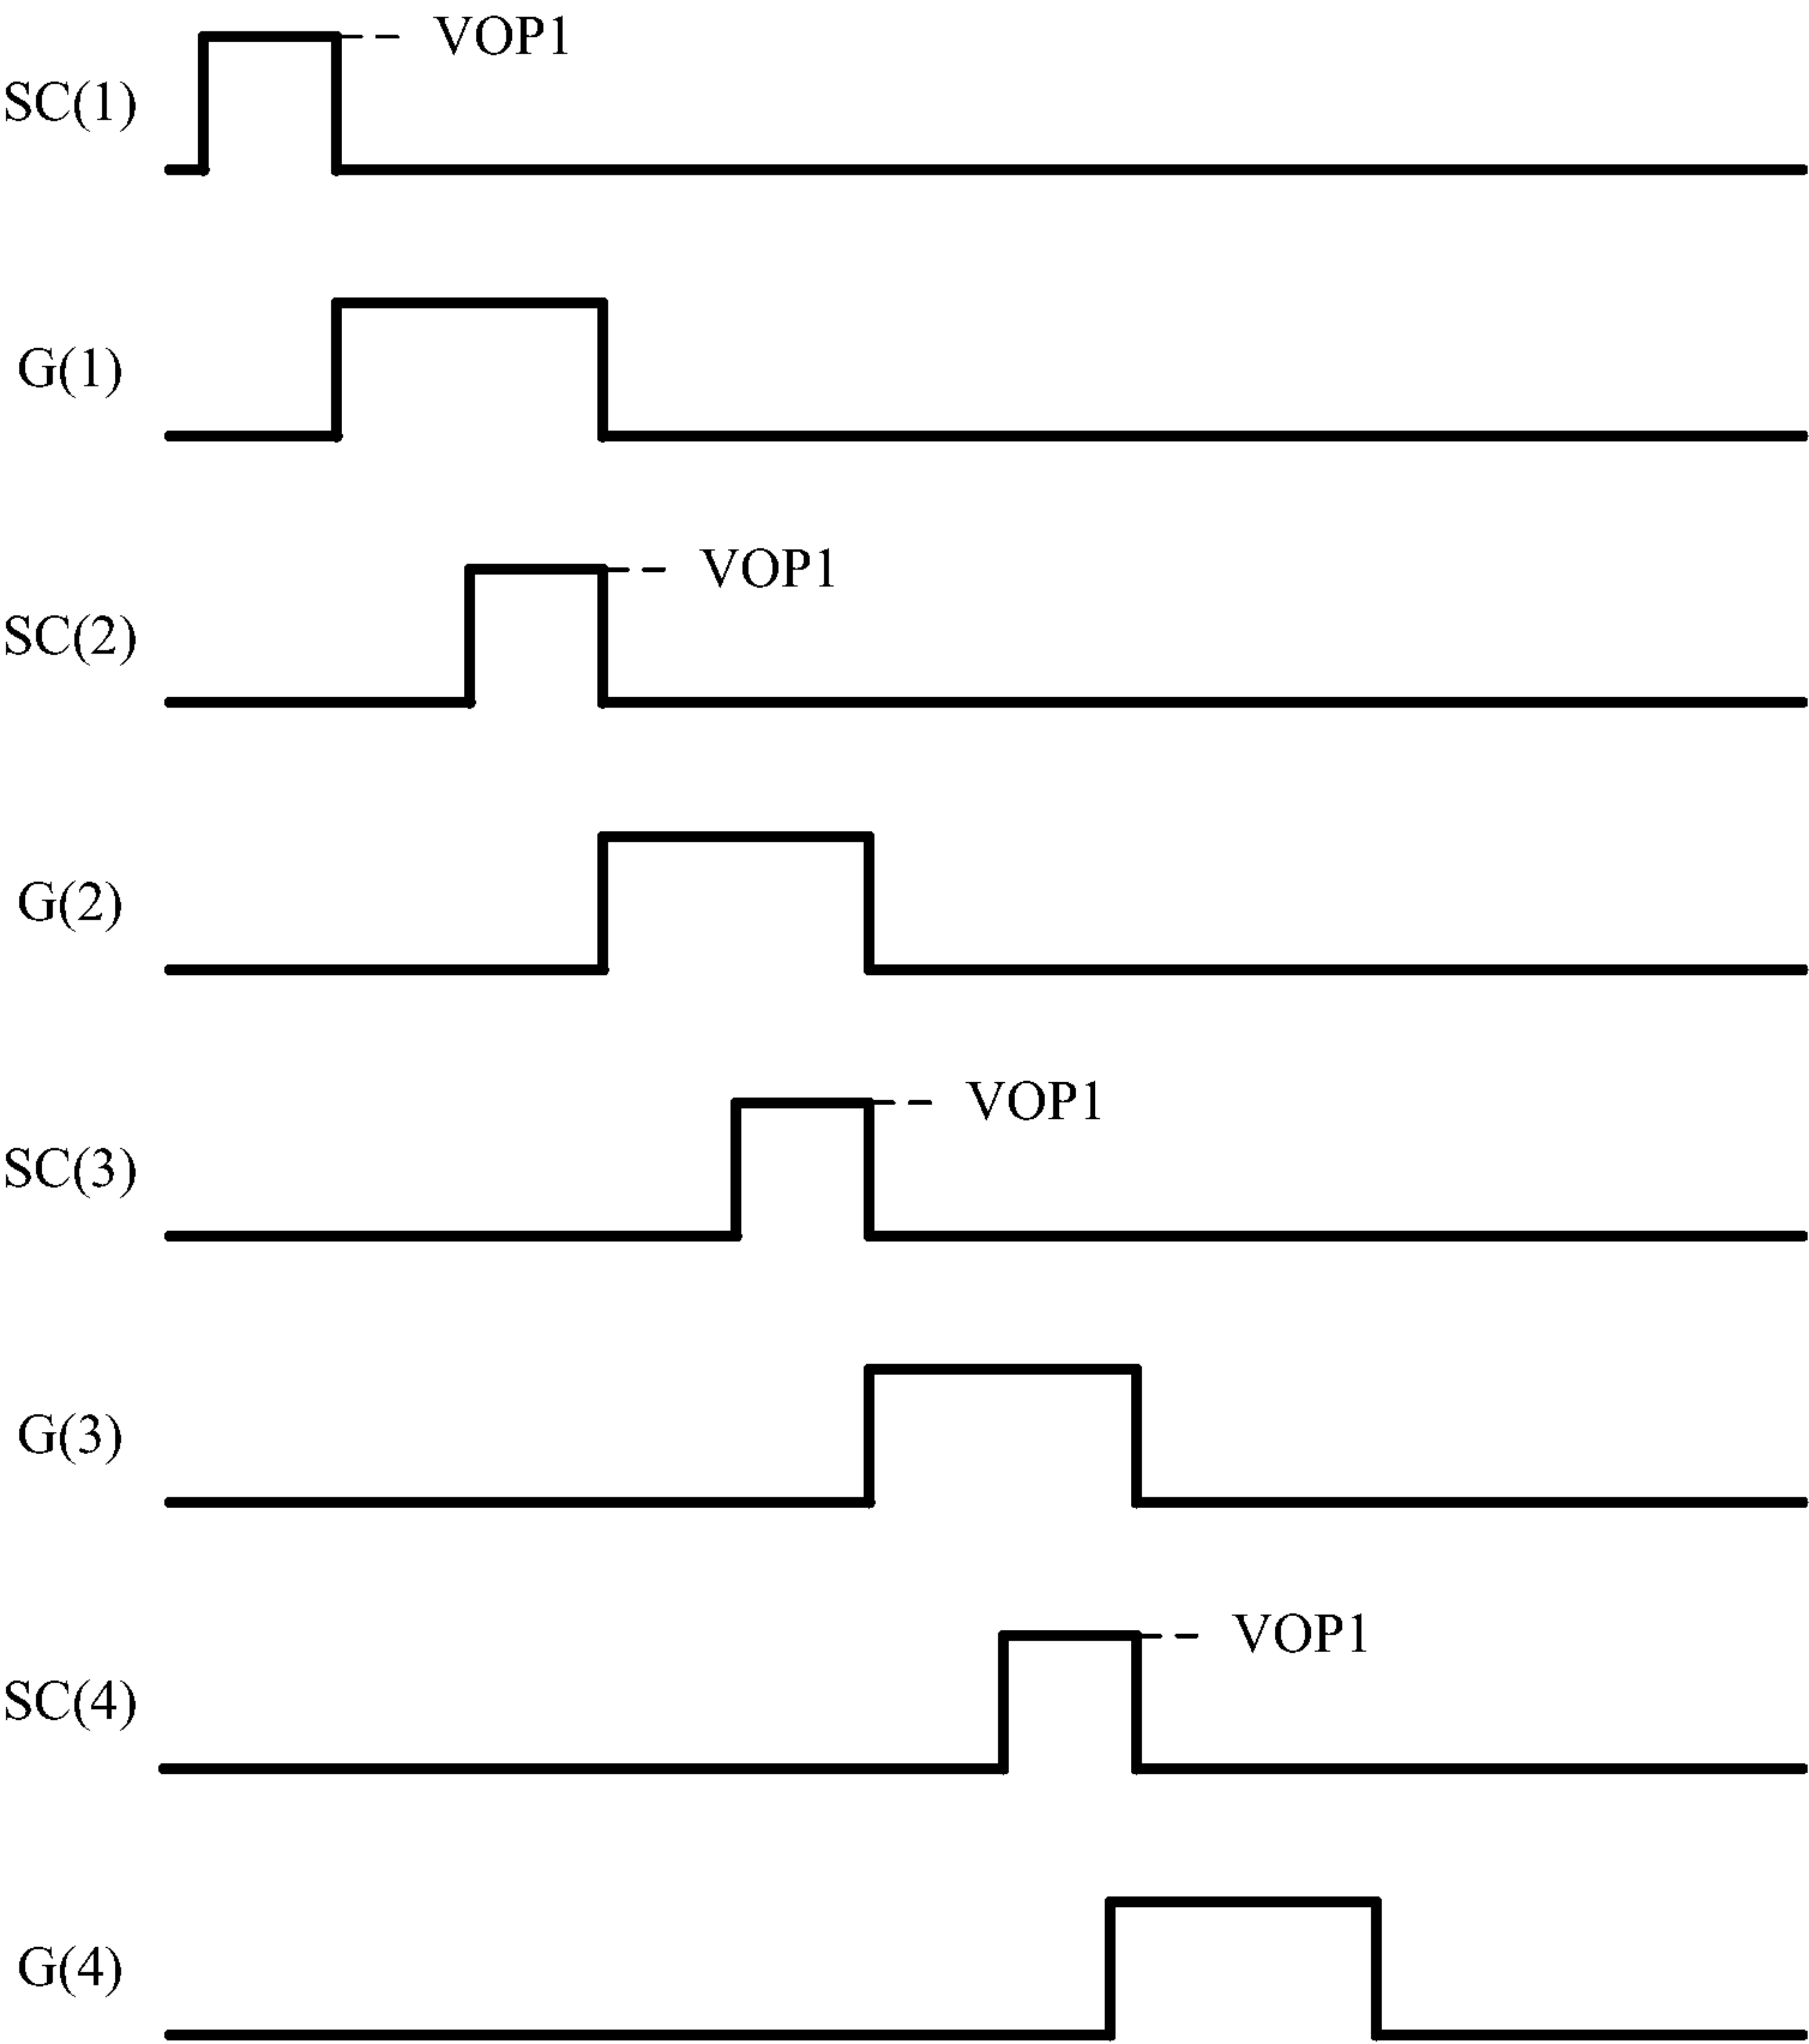 VOP1
SC(1)
G(1)
VOP1
SC(2)
G(2)
VOP1
SC(3)
G(3)
VOP1
SC(4)
G(4)